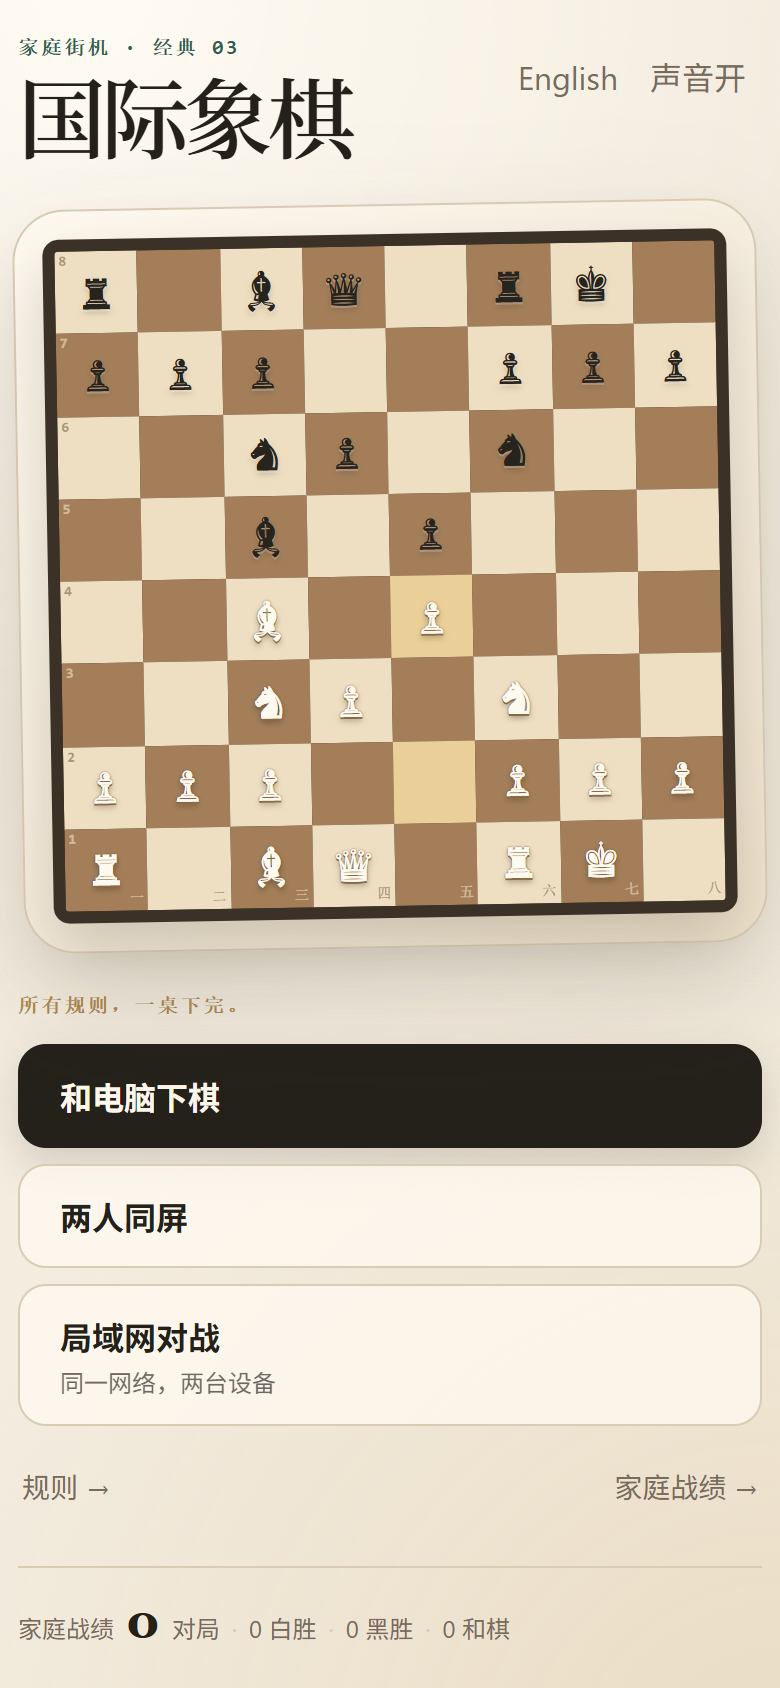 家庭街机 · 经典 03
国际象棋
English 声音开
8
7
6
5
4
3
2
1
一 二 三 四 五 六 七 八
所有规则，一桌下完。
和电脑下棋
两人同屏
局域网对战
同一网络，两台设备
规则 → 家庭战绩 →
家庭战绩 0 对局 · 0 白胜 · 0 黑胜 · 0 和棋